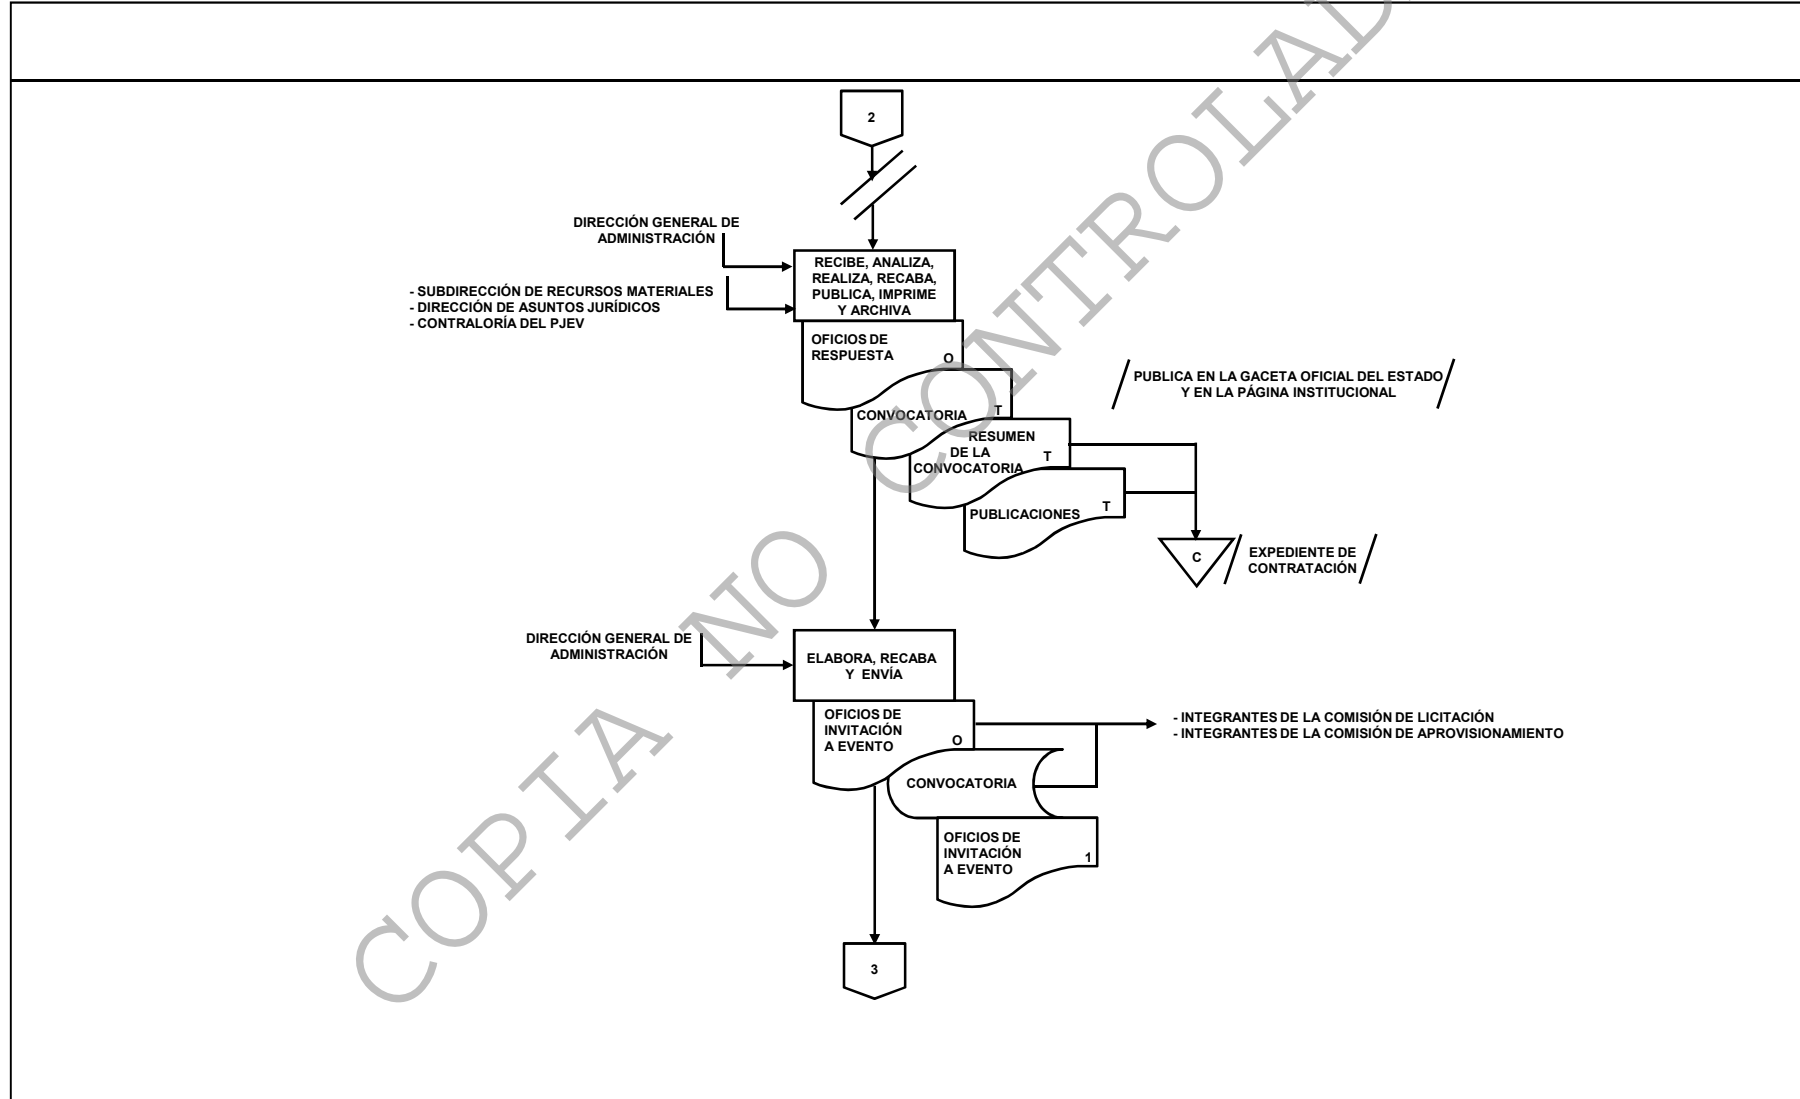 2
DIRECCIÓN GENERAL DE
ADMINISTRACIÓN
RECIBE, ANALIZA,
REALIZA, RECABA,
PUBLICA, IMPRIME
Y ARCHIVA
- SUBDIRECCIÓN DE RECURSOS MATERIALES
- DIRECCIÓN DE ASUNTOS JURÍDICOS
- CONTRALORÍA DEL PJEV
OFICIOS DE
RESPUESTA
O
PUBLICA EN LA GACETA OFICIAL DEL ESTADO
Y EN LA PÁGINA INSTITUCIONAL
CONVOCATORIA T
RESUMEN
DE LA
CONVOCATORIA
T
PUBLICACIONES T
C
EXPEDIENTE DE
CONTRATACIÓN
DIRECCIÓN GENERAL DE
ADMINISTRACIÓN
ELABORA, RECABA
Y ENVÍA
OFICIOS DE
INVITACIÓN
A EVENTO
O
- INTEGRANTES DE LA COMISIÓN DE LICITACIÓN
- INTEGRANTES DE LA COMISIÓN DE APROVISIONAMIENTO
CONVOCATORIA
OFICIOS DE
INVITACIÓN
A EVENTO
1
3
COPIA NO CONTROLAD